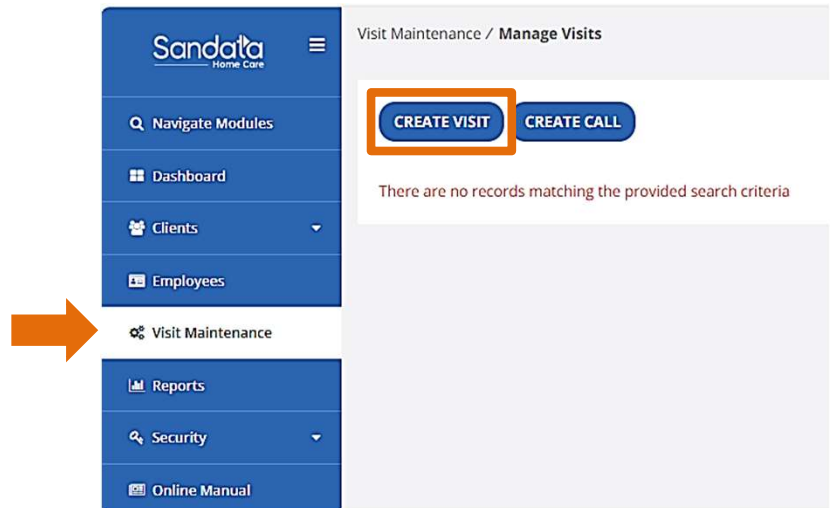 Sandata
Home Care
Visit Maintenance / Manage Visits
Navigate Modules
Dashboard
Clients
Employees
Visit Maintenance
Reports
Security
Online Manual
CREATE VISIT
CREATE CALL
There are no records matching the provided search criteria